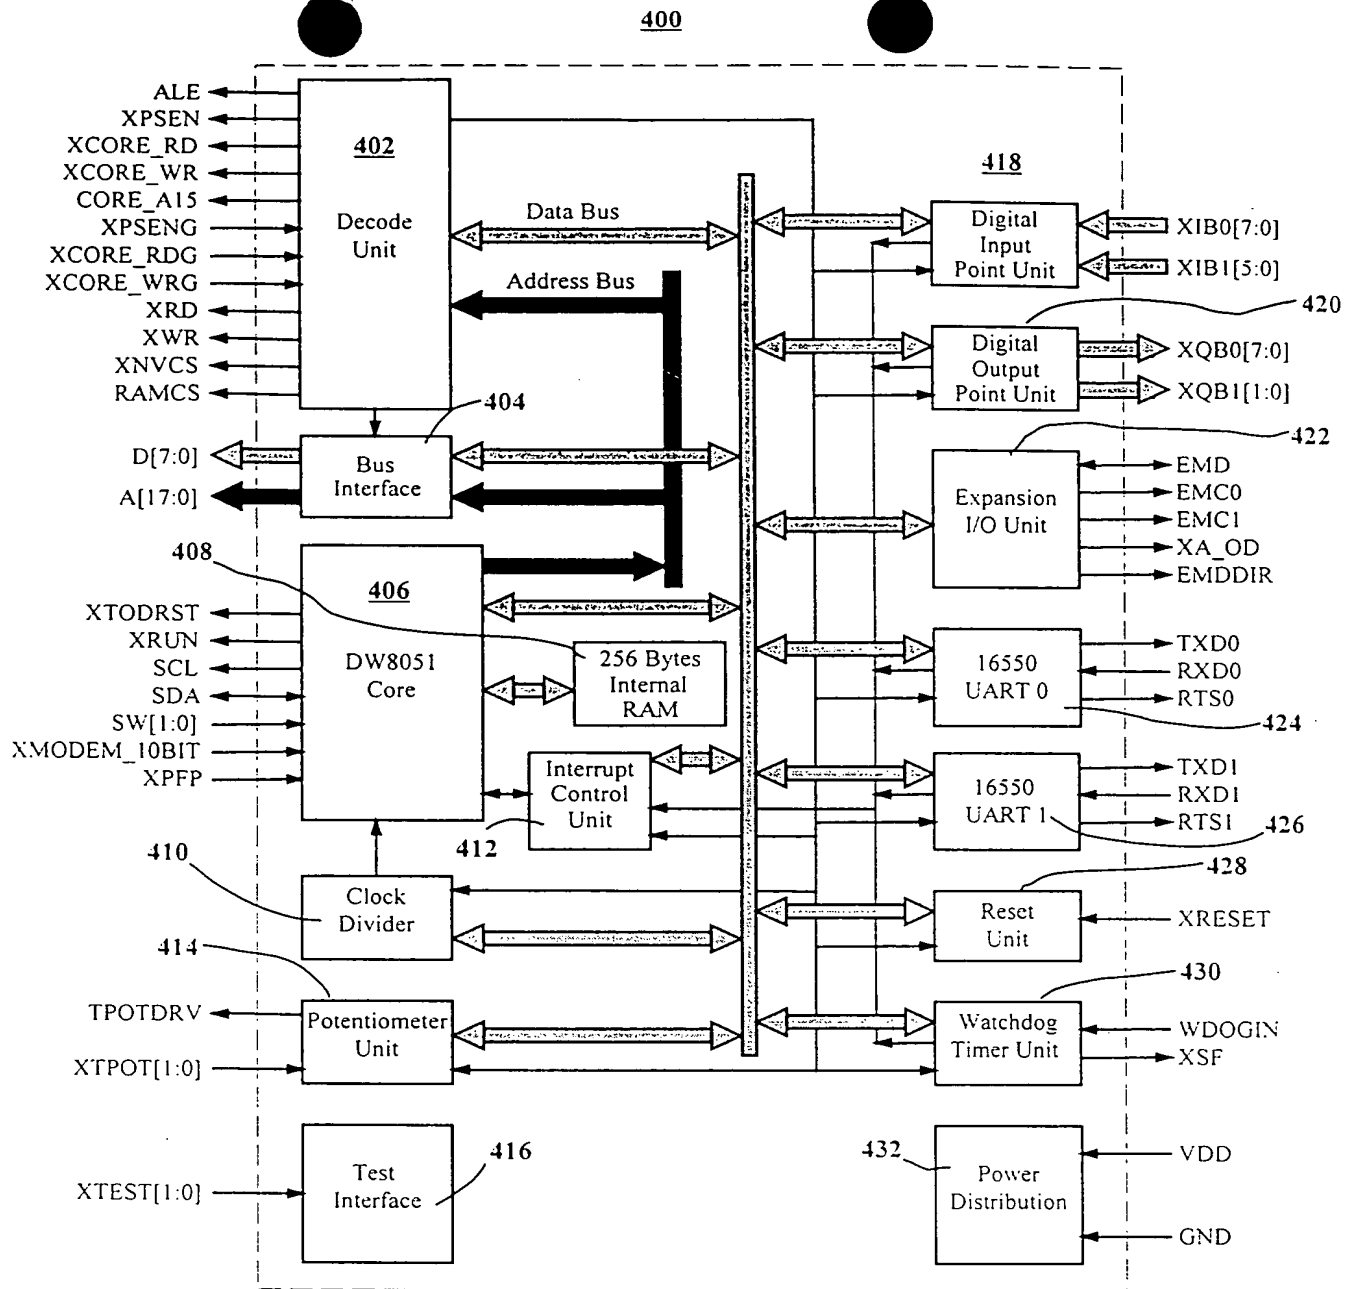 400
ALE
XPSEN
XCORE_RD
XCORE_WR
CORE_A15
XPSENG
XCORE_RDG
XCORE_WRG
XRD
XWR
XNVCS
RAMCS
402
Decode
Unit
Data Bus
Address Bus
418
Digital
Input
Point Unit
XIB0[7:0]
XIB1[5:0]
420
Digital
Output
Point Unit
XQB0[7:0]
XQB1[1:0]
404
D[7:0]
A[17:0]
Bus
Interface
422
Expansion
I/O Unit
EMD
EMC0
EMC1
XA_OD
EMDDIR
408
406
DW8051
Core
XTODRST
XRUN
SCL
SDA
SW[1:0]
XMODEM_10BIT
XPFP
256 Bytes
Internal
RAM
16550
UART 0
TXD0
RXD0
RTS0
424
Interrupt
Control
Unit
412
16550
UART 1
TXD1
RXD1
RTS1
426
410
Clock
Divider
428
Reset
Unit
XRESET
414
TPOTDRV
XTPOT[1:0]
Potentiometer
Unit
430
Watchdog
Timer Unit
WDOGIN
XSF
416
XTEST[1:0]
Test
Interface
432
Power
Distribution
VDD
GND